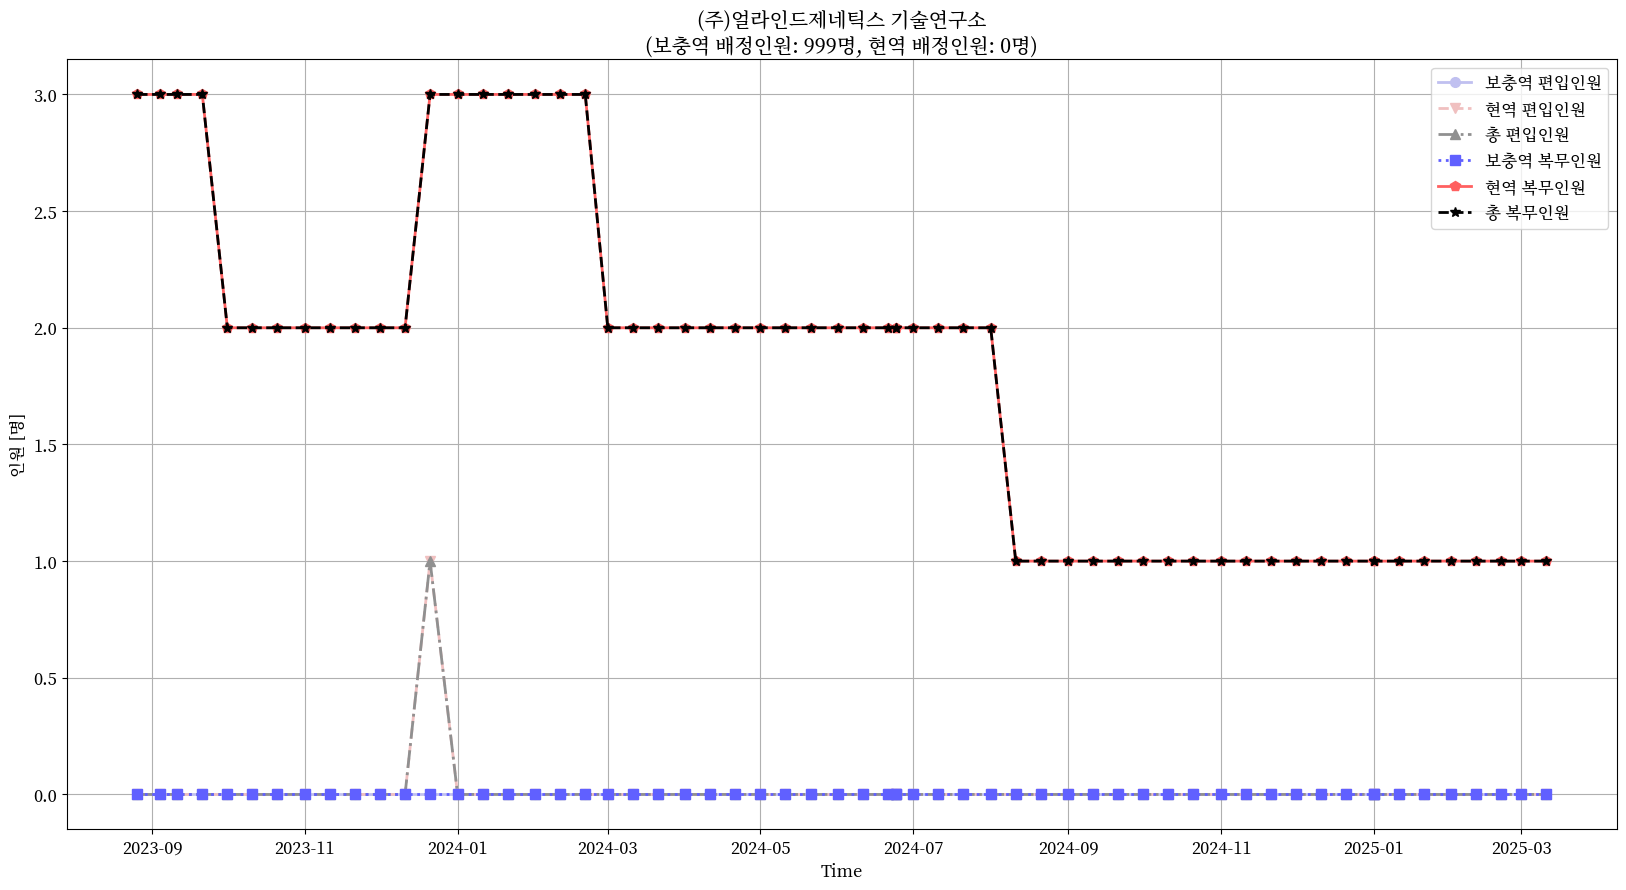 (주)얼라인드제네틱스 기술연구소
(보충역 배정인원: 999명, 현역 배정인원: 0명)
보충역 편입인원
현역 편입인원
총 편입인원
보충역 복무인원
현역 복무인원
총 복무인원
인원 [명]
3.0
2.5
2.0
1.5
1.0
0.5
0.0
2023-09
2023-11
2024-01
2024-03
2024-05
2024-07
2024-09
2024-11
2025-01
2025-03
Time